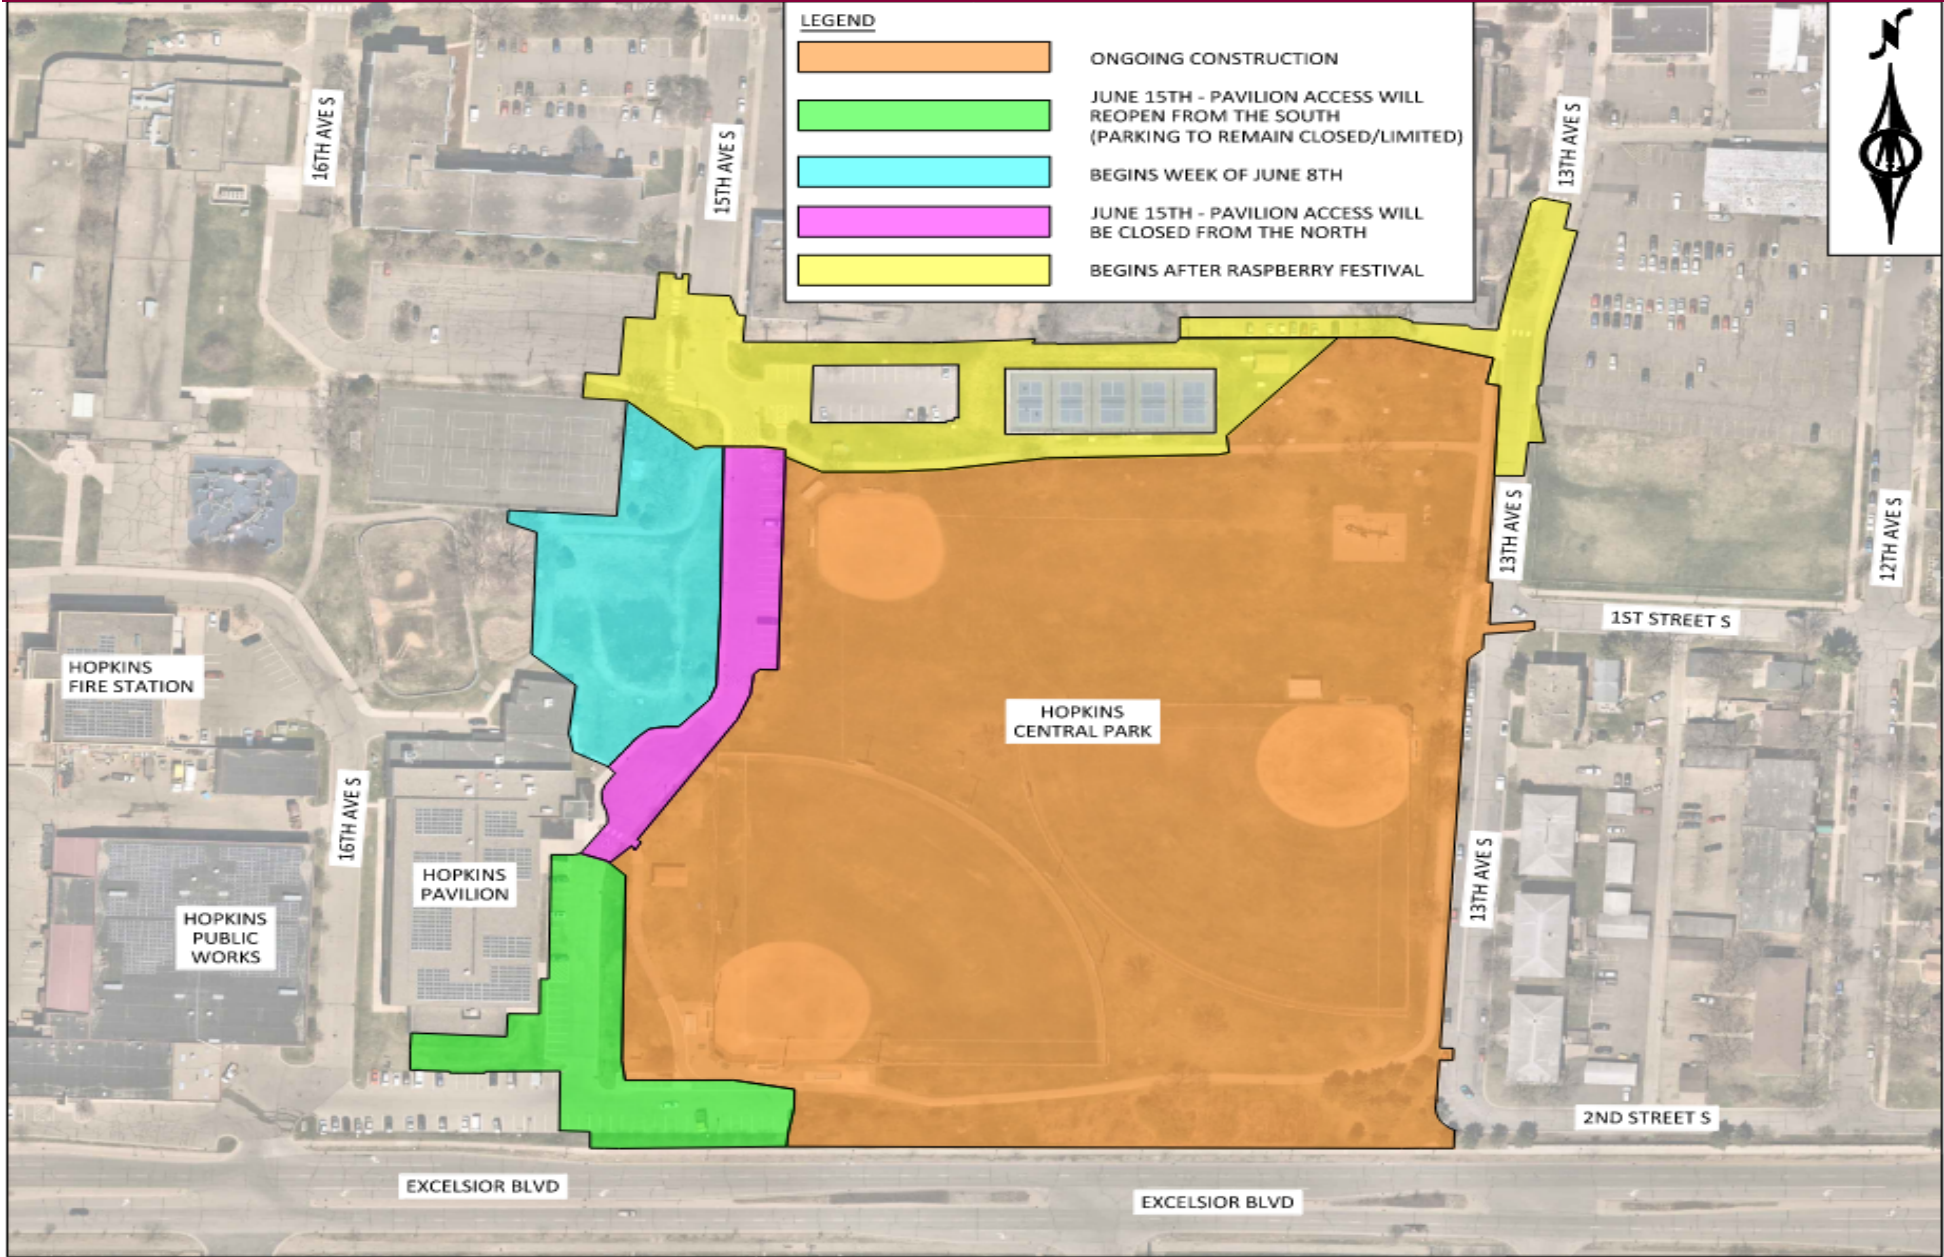 LEGEND
ONGOING CONSTRUCTION
JUNE 15TH - PAVILION ACCESS WILL
REOPEN FROM THE SOUTH
(PARKING TO REMAIN CLOSED/LIMITED)
BEGINS WEEK OF JUNE 8TH
JUNE 15TH - PAVILION ACCESS WILL
BE CLOSED FROM THE NORTH
BEGINS AFTER RASPBERRY FESTIVAL
N
16TH AVE S
15TH AVE S
13TH AVE S
13TH AVE S
12TH AVE S
1ST STREET S
HOPKINS
FIRE STATION
HOPKINS
CENTRAL PARK
16TH AVE S
HOPKINS
PAVILION
13TH AVE S
HOPKINS
PUBLIC
WORKS
2ND STREET S
EXCELSIOR BLVD
EXCELSIOR BLVD